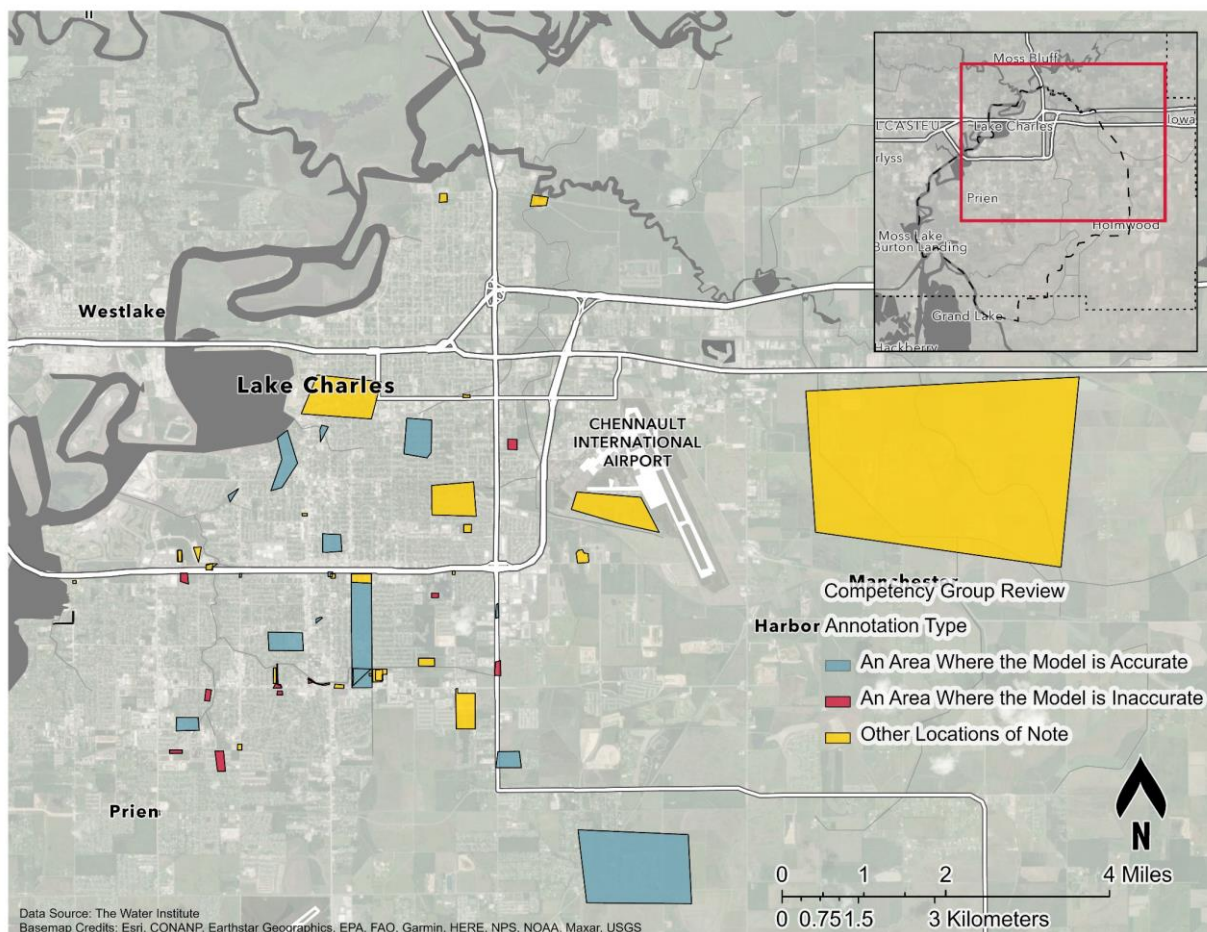 Moss Bluff
LCASIEU
Lake Charles
Iowa
rlyss
Prien
Moss Lake
Holmwood
Burton Landing
Grand Lake
Hackberry
Westlake
Lake Charles
CHENNAULT
INTERNATIONAL
AIRPORT
Manchester
Competency Group Review
Harbor
Annotation Type
An Area Where the Model is Accurate
An Area Where the Model is Inaccurate
Other Locations of Note
Prien
N
0 1 2 4 Miles
0 0.75 1.5 3 Kilometers
Data Source: The Water Institute
Basemap Credits: Esri, CONANP, Earthstar Geographics, EPA, FAO, Garmin, HERE, NPS, NOAA, Maxar, USGS